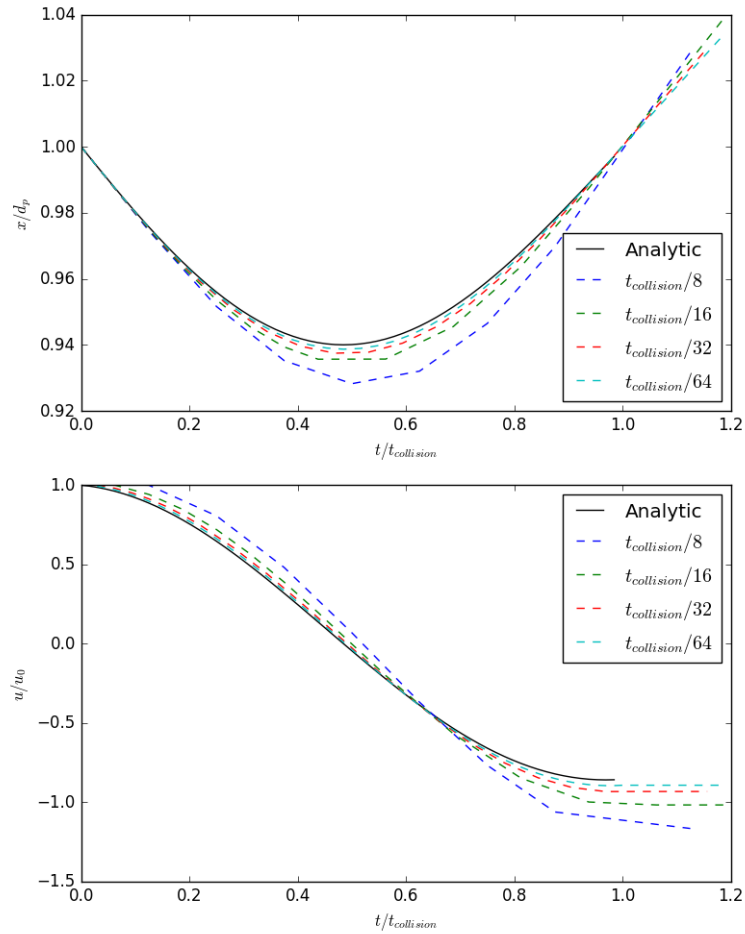 1.04
1.02
1.00
0.98
0.96
0.94
0.92
x/d_p
0.0 0.2 0.4 0.6 0.8 1.0 1.2
t/t_collision
Analytic
t_collision/8
t_collision/16
t_collision/32
t_collision/64
1.0
0.5
0.0
−0.5
−1.0
−1.5
u/u_0
0.0 0.2 0.4 0.6 0.8 1.0 1.2
t/t_collision
Analytic
t_collision/8
t_collision/16
t_collision/32
t_collision/64